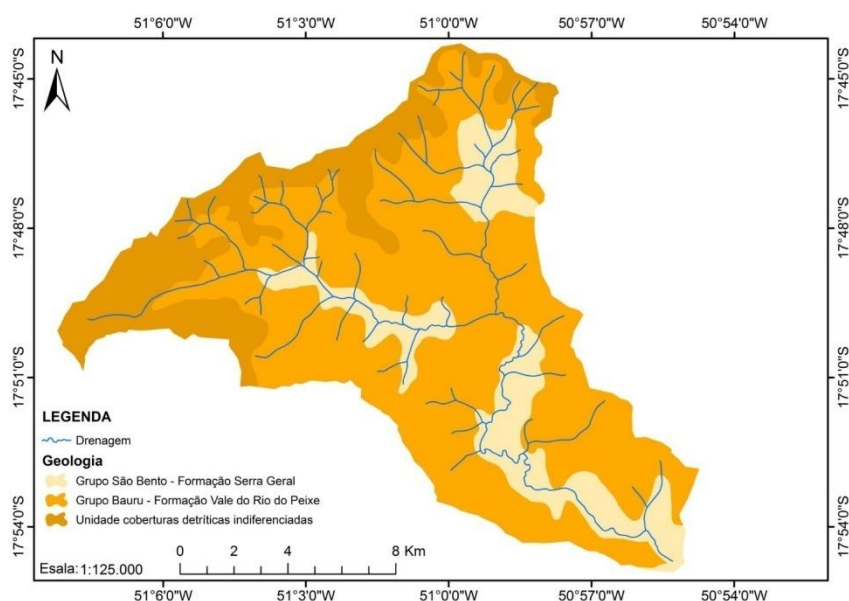 51°6'0"W 51°3'0"W 51°0'0"W 50°57'0"W 50°54'0"W
N
17°45'0"S 17°45'0"S
17°48'0"S 17°48'0"S
17°51'0"S 17°51'0"S
LEGENDA
Drenagem
Geologia
Grupo São Bento - Formação Serra Geral
Grupo Bauru - Formação Vale do Rio do Peixe
Unidade coberturas detríticas indiferenciadas
17°54'0"S 17°54'0"S
0 2 4 8 Km
Esala: 1:125.000
51°6'0"W 51°3'0"W 51°0'0"W 50°57'0"W 50°54'0"W